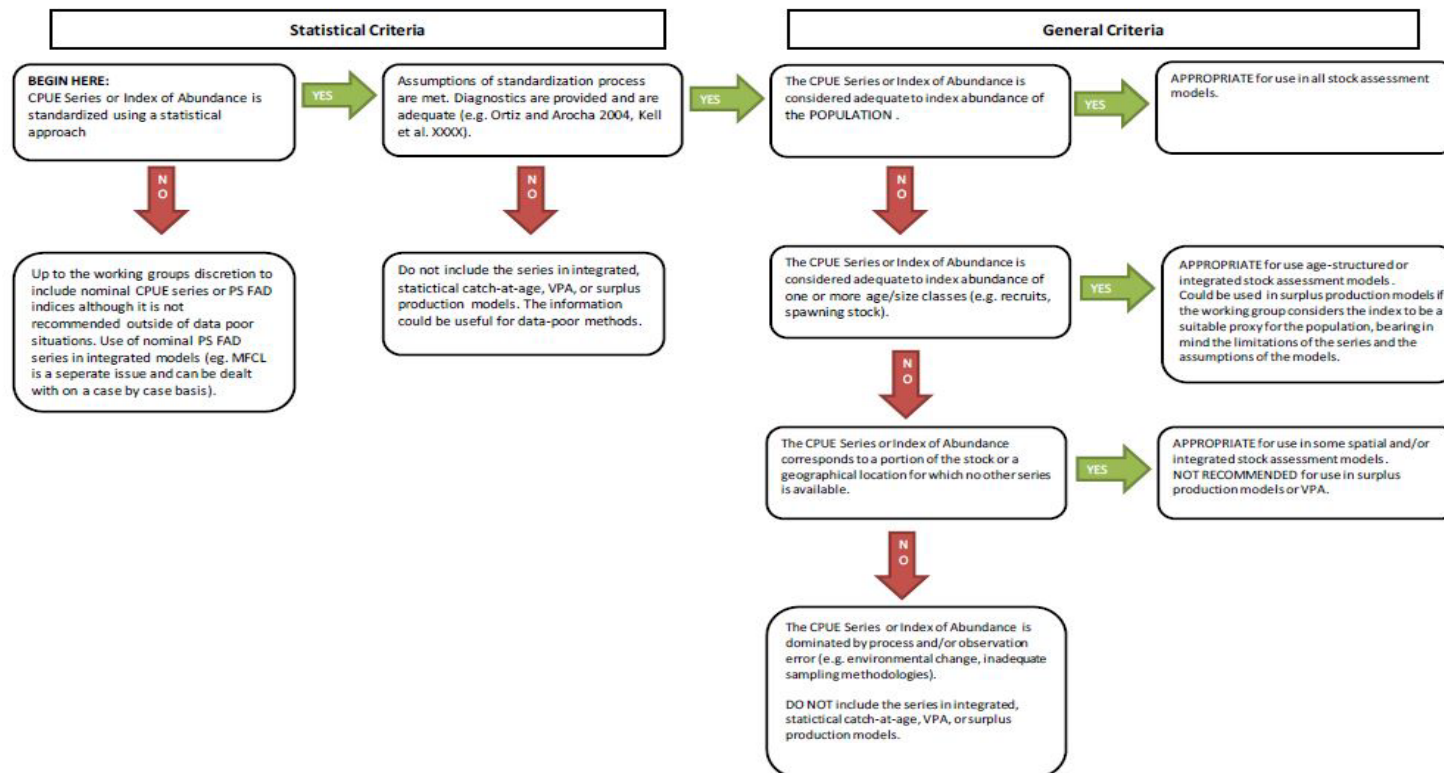 Statistical Criteria
General Criteria
BEGIN HERE:
CPUE Series or Index of Abundance is
standardized using a statistical
approach
YES
Assumptions of standardization process
are met. Diagnostics are provided and are
adequate (e.g. Ortiz and Arocha 2004, Kell
et al. XXXX).
YES
The CPUE Series or Index of Abundance is
considered adequate to index abundance of
the POPULATION .
YES
APPROPRIATE for use in all stock assessment
models.
N
O
N
O
N
O
Up to the working groups discretion to
include nominal CPUE series or PS FAD
indices although it is not
recommended outside of data poor
situations. Use of nominal PS FAD
series in integrated models (eg. MFCL
is a seperate issue and can be dealt
with on a case by case basis).
Do not include the series in integrated,
statictical catch-at-age, VPA, or surplus
production models. The information
could be useful for data-poor methods.
The CPUE Series or Index of Abundance is
considered adequate to index abundance of
one or more age/size classes (e.g. recruits,
spawning stock).
YES
APPROPRIATE for use age-structured or
integrated stock assessment models .
Could be used in surplus production models if
the working group considers the index to be a
suitable proxy for the population, bearing in
mind the limitations of the series and the
assumptions of the models.
N
O
The CPUE Series or Index of Abundance
corresponds to a portion of the stock or a
geographical location for which no other series
is available.
YES
APPROPRIATE for use in some spatial and/or
integrated stock assessment models .
NOT RECOMMENDED for use in surplus
production models or VPA.
N
O
The CPUE Series or Index of Abundance is
dominated by process and/or observation
error (e.g. environmental change, inadequate
sampling methodologies).
DO NOT include the series in integrated,
statictical catch-at-age, VPA, or surplus
production models.